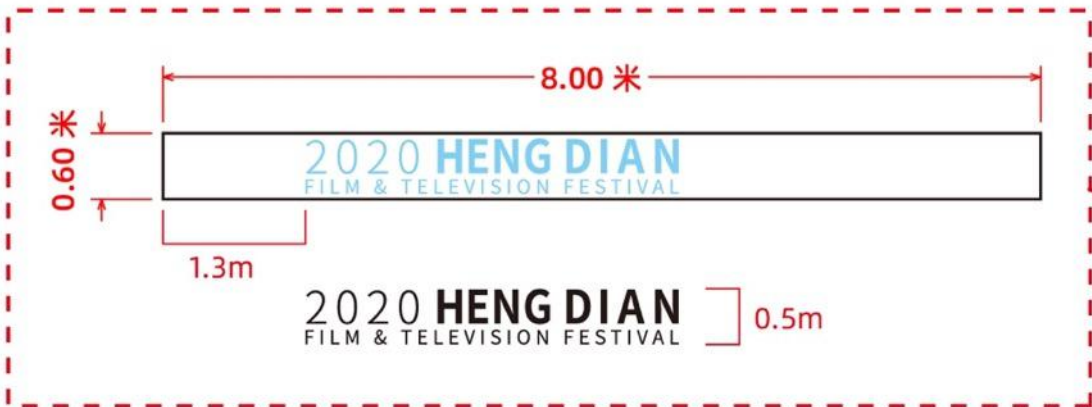 8.00 米
0.60 米
2020 HENG DIAN
FILM & TELEVISION FESTIVAL
1.3m
2020 HENG DIAN
FILM & TELEVISION FESTIVAL
0.5m